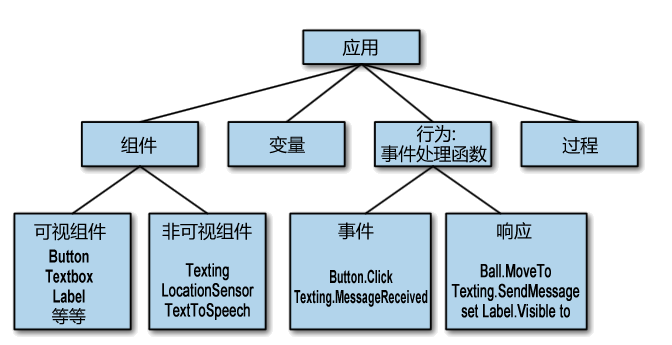 应用
组件
变量
行为:
事件处理函数
过程
可视组件
Button
Textbox
Label
等等
非可视组件
Texting
LocationSensor
TextToSpeech
事件
Button.Click
Texting.MessageReceived
响应
Ball.MoveTo
Texting.SendMessage
set Label.Visible to